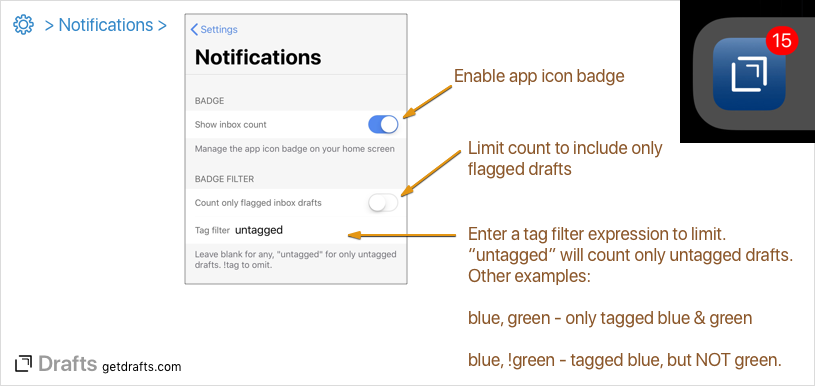 > Notifications >
Settings
Notifications
BADGE
Show inbox count
Manage the app icon badge on your home screen
BADGE FILTER
Count only flagged inbox drafts
Tag filter untagged
Leave blank for any, "untagged" for only untagged
drafts. !tag to omit.
15
Enable app icon badge
Limit count to include only
flagged drafts
Enter a tag filter expression to limit.
“untagged” will count only untagged drafts.
Other examples:
blue, green - only tagged blue & green
blue, !green - tagged blue, but NOT green.
Drafts getdrafts.com